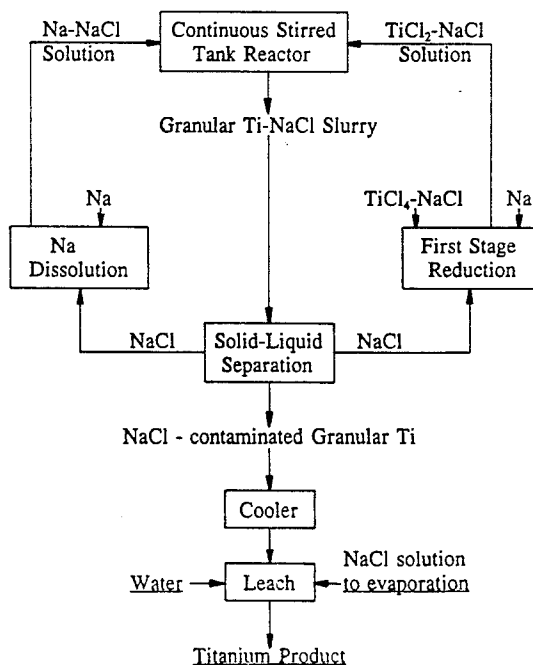 Na-NaCl
Solution
Continuous Stirred
Tank Reactor
TiCl₂-NaCl
Solution
Granular Ti-NaCl Slurry
Na
Na
Dissolution
TiCl₄-NaCl
Na
First Stage
Reduction
NaCl
Solid-Liquid
Separation
NaCl
NaCl - contaminated Granular Ti
Cooler
Water
Leach
NaCl solution
to evaporation
Titanium Product